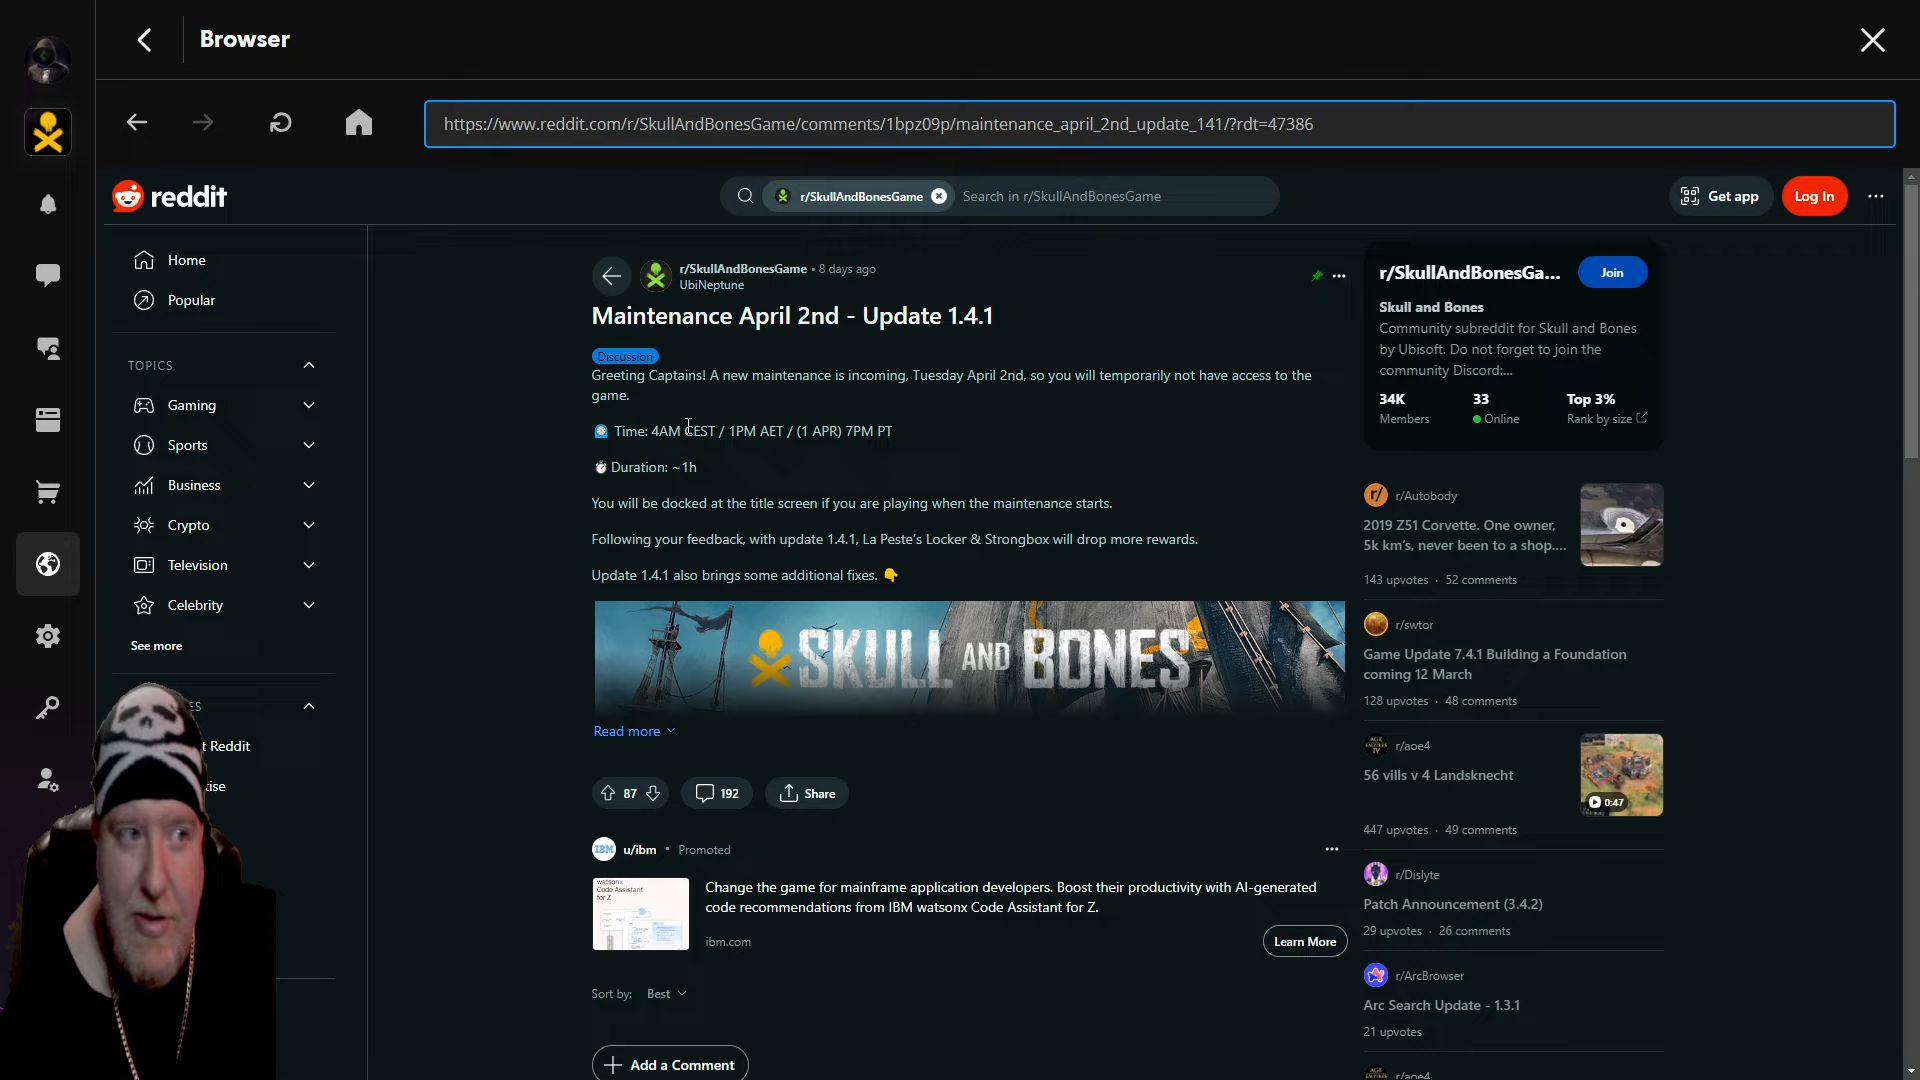 Browser
https://www.reddit.com/r/SkullAndBonesGame/comments/1bpz09p/maintenance_april_2nd_update_141/?rdt=47386
reddit
r/SkullAndBonesGame
Search in r/SkullAndBonesGame
Get app
Log In
Home
Popular
TOPICS
Gaming
Sports
Business
Crypto
Television
Celebrity
See more
ES
t Reddit
tise
r/SkullAndBonesGame • 8 days ago
UbiNeptune
Maintenance April 2nd - Update 1.4.1
Discussion
Greeting Captains! A new maintenance is incoming, Tuesday April 2nd, so you will temporarily not have access to the
game.
Time: 4AM CEST / 1PM AET / (1 APR) 7PM PT
Duration: ~1h
You will be docked at the title screen if you are playing when the maintenance starts.
Following your feedback, with update 1.4.1, La Peste's Locker & Strongbox will drop more rewards.
Update 1.4.1 also brings some additional fixes. 👇
SKULL AND BONES
Read more
87
192
Share
IBM
u/ibm • Promoted
watsonx
Code Assistant
for Z
Change the game for mainframe application developers. Boost their productivity with AI-generated
code recommendations from IBM watsonx Code Assistant for Z.
ibm.com
Learn More
Sort by: Best
Add a Comment
r/SkullAndBonesGa...
Join
Skull and Bones
Community subreddit for Skull and Bones
by Ubisoft. Do not forget to join the
community Discord:...
34K
33
Top 3%
Members
Online
Rank by size
r/Autobody
2019 Z51 Corvette. One owner,
5k km's, never been to a shop....
143 upvotes · 52 comments
r/swtor
Game Update 7.4.1 Building a Foundation
coming 12 March
128 upvotes · 48 comments
r/aoe4
56 vills v 4 Landsknecht
0:47
447 upvotes · 49 comments
r/Dislyte
Patch Announcement (3.4.2)
29 upvotes · 26 comments
r/ArcBrowser
Arc Search Update - 1.3.1
21 upvotes
r/aoe4